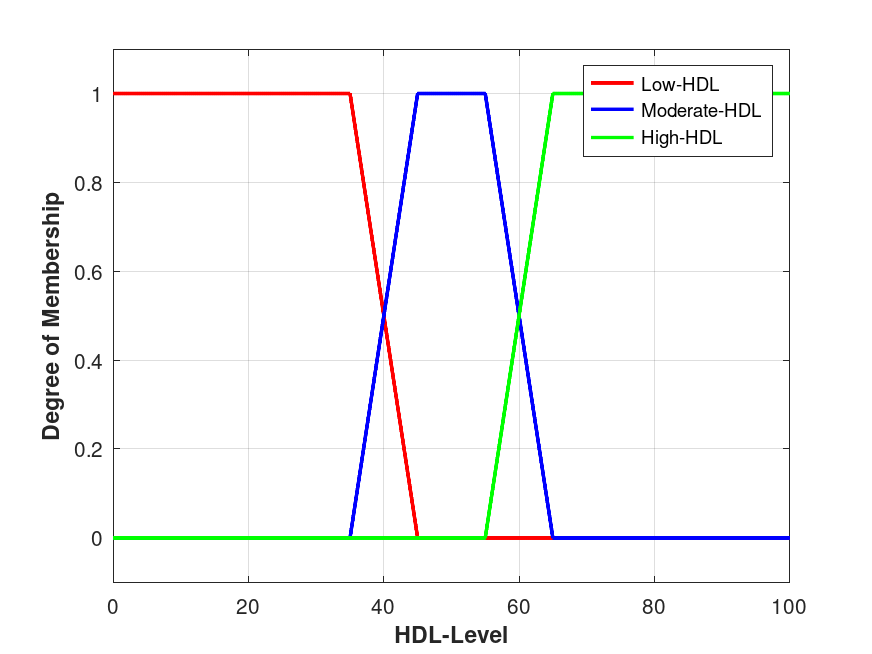 Low-HDL
Moderate-HDL
High-HDL
1
0.8
0.6
0.4
0.2
0
Degree of Membership
0 20 40 60 80 100
HDL-Level